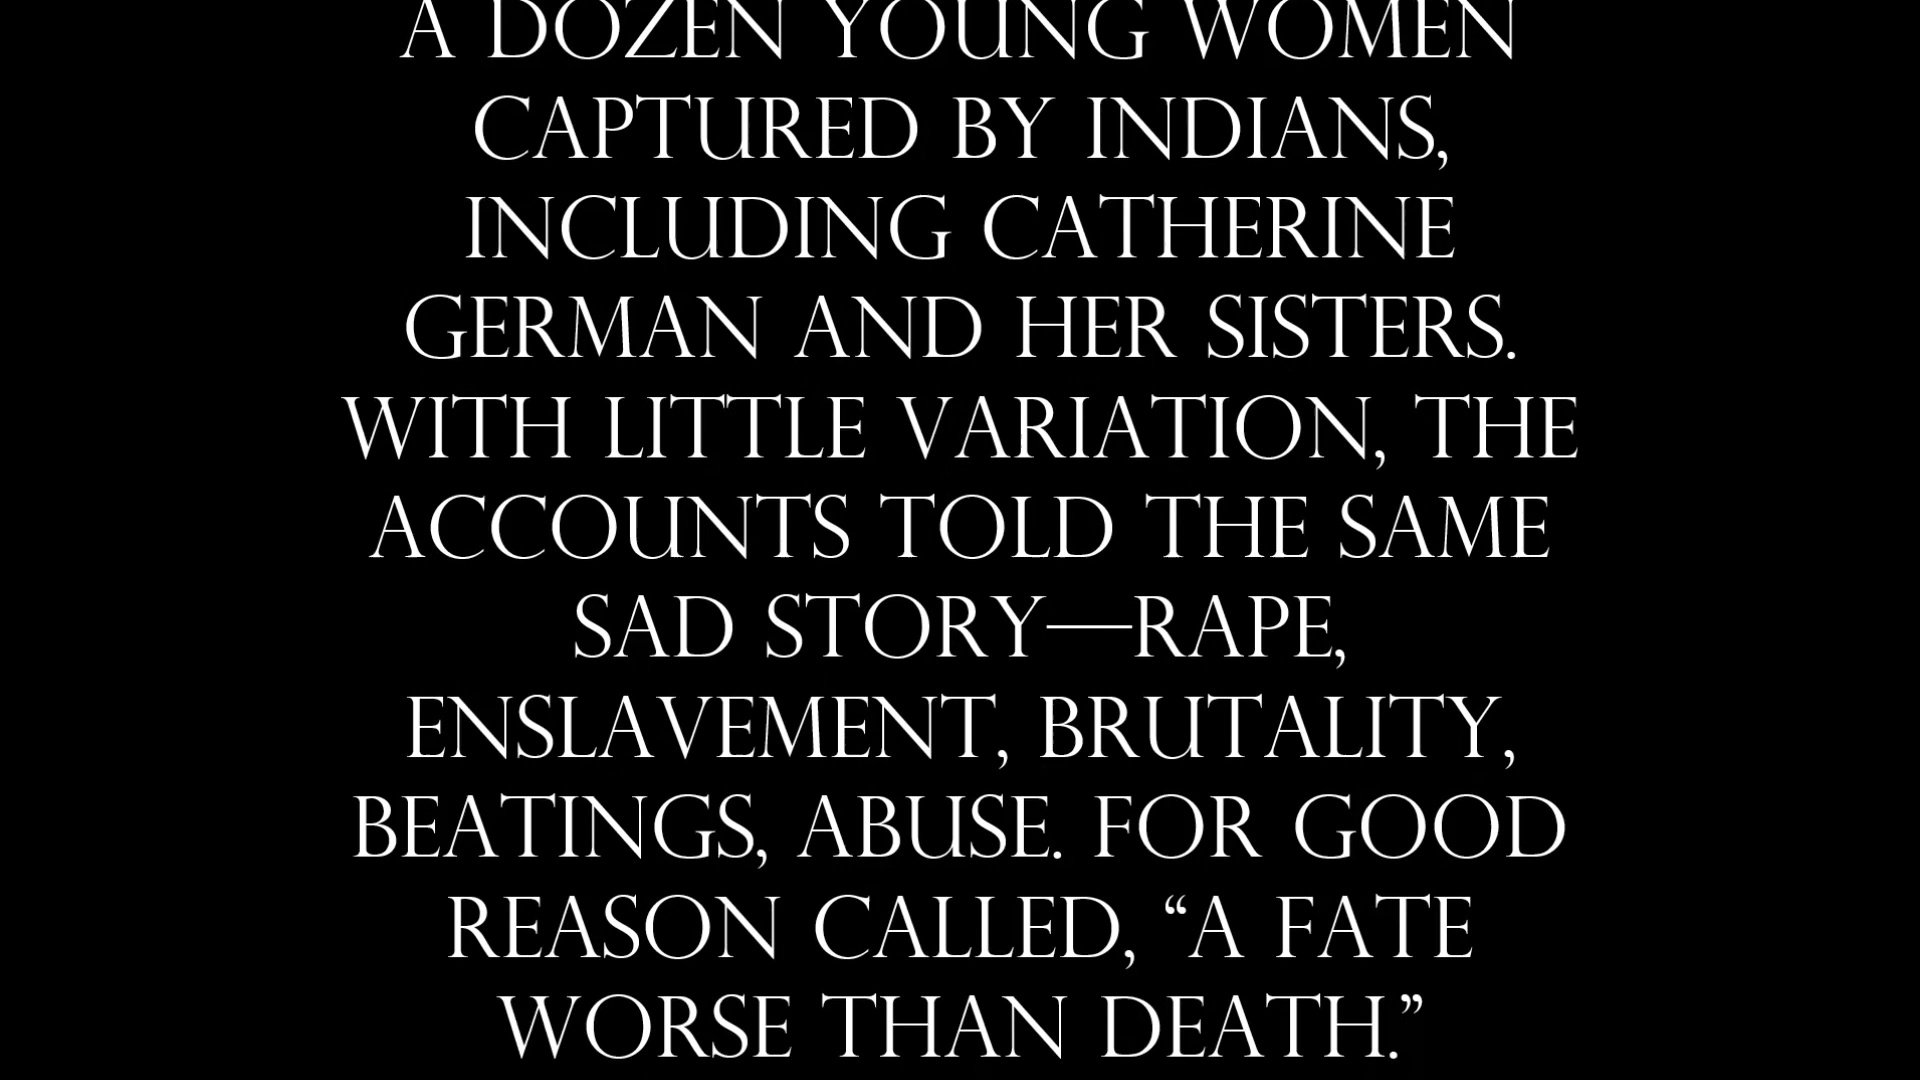 A DOZEN YOUNG WOMEN
CAPTURED BY INDIANS,
INCLUDING CATHERINE
GERMAN AND HER SISTERS.
WITH LITTLE VARIATION, THE
ACCOUNTS TOLD THE SAME
SAD STORY—RAPE,
ENSLAVEMENT, BRUTALITY,
BEATINGS, ABUSE. FOR GOOD
REASON CALLED, “A FATE
WORSE THAN DEATH.”